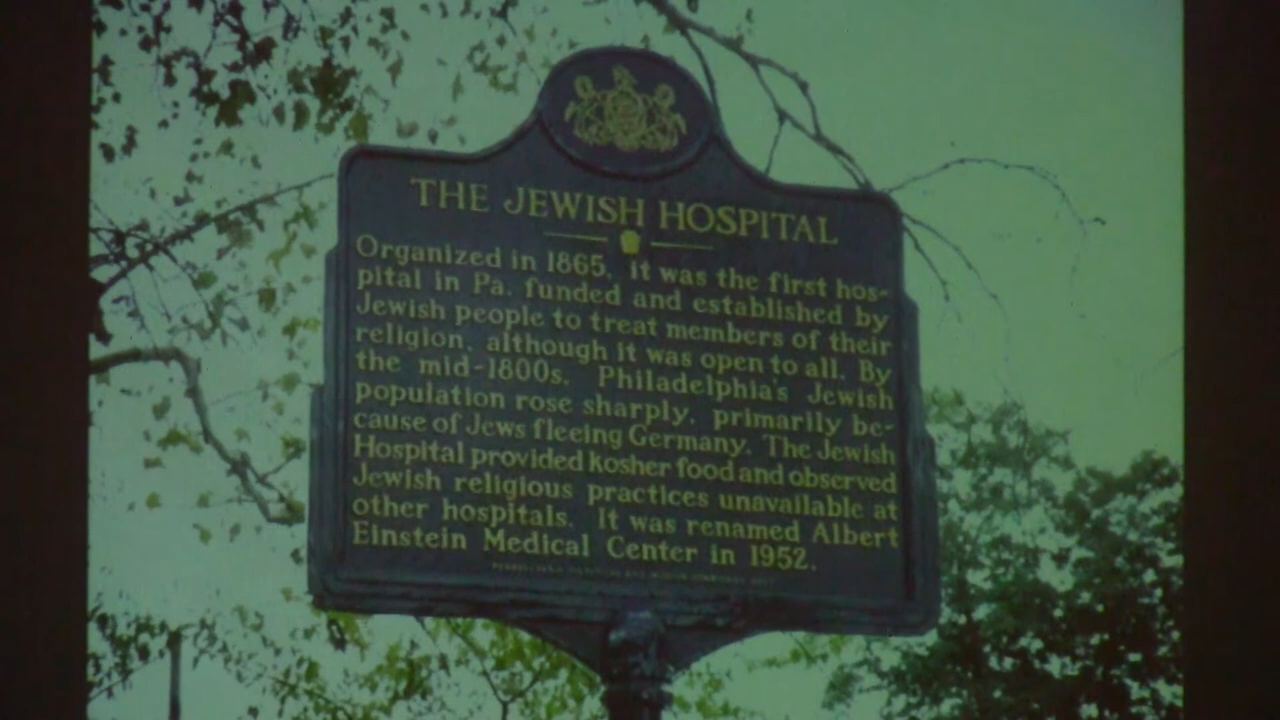 THE JEWISH HOSPITAL
Organized in 1865, it was the first hos-
pital in Pa. funded and established by
Jewish people to treat members of their
religion, although it was open to all. By
the mid-1800s, Philadelphia's Jewish
population rose sharply, primarily be-
cause of Jews fleeing Germany. The Jewish
Hospital provided kosher food and observed
Jewish religious practices unavailable at
other hospitals. It was renamed Albert
Einstein Medical Center in 1952.